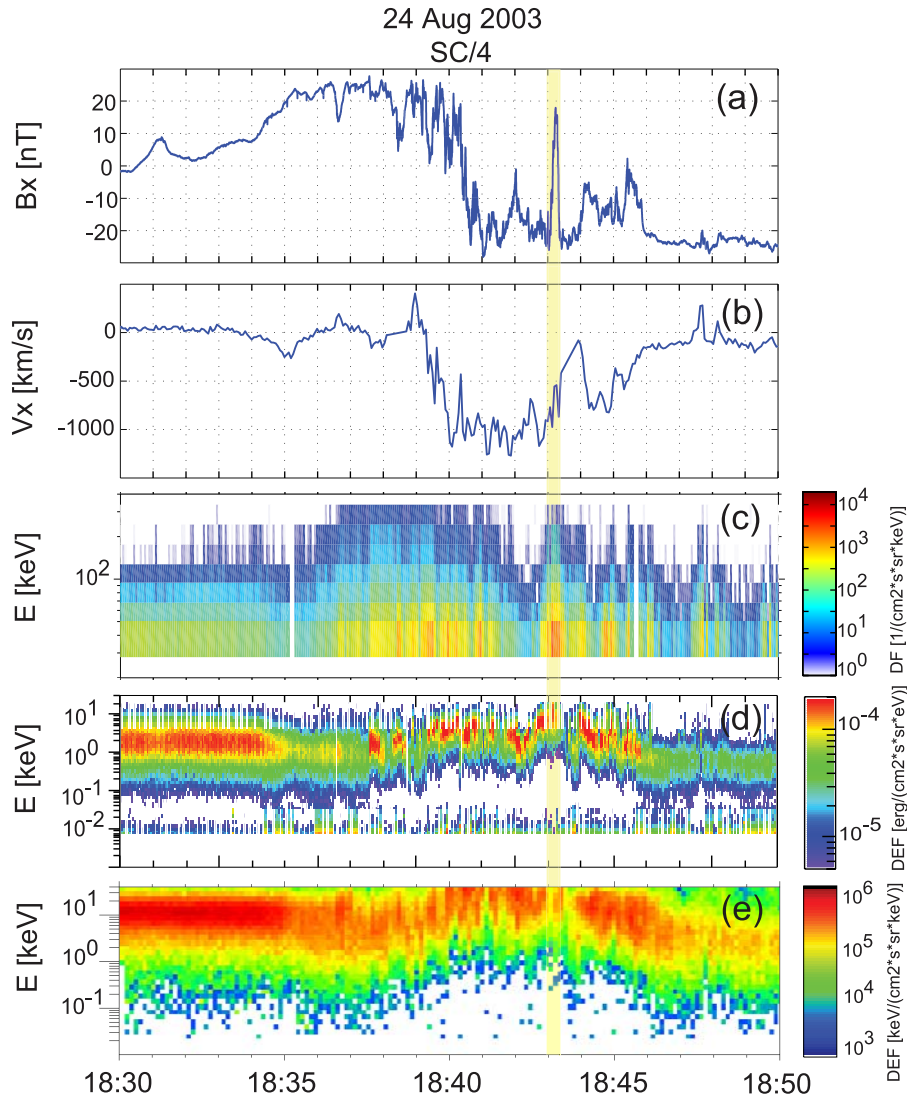 24 Aug 2003
SC/4
(a)
Bx [nT]
20
10
0
-10
-20
(b)
Vx [km/s]
0
-500
-1000
(c)
E [keV]
10²
10⁴
10³
10²
10¹
10⁰
DF [1/(cm2*s*sr*keV)]
(d)
E [keV]
10¹
10⁰
10⁻¹
10⁻²
10⁻⁴
10⁻⁵
DEF [erg/(cm2*s*sr*eV)]
(e)
E [keV]
10¹
10⁰
10⁻¹
10⁶
10⁵
10⁴
10³
DEF [keV/(cm2*s*sr*keV)]
18:30 18:35 18:40 18:45 18:50